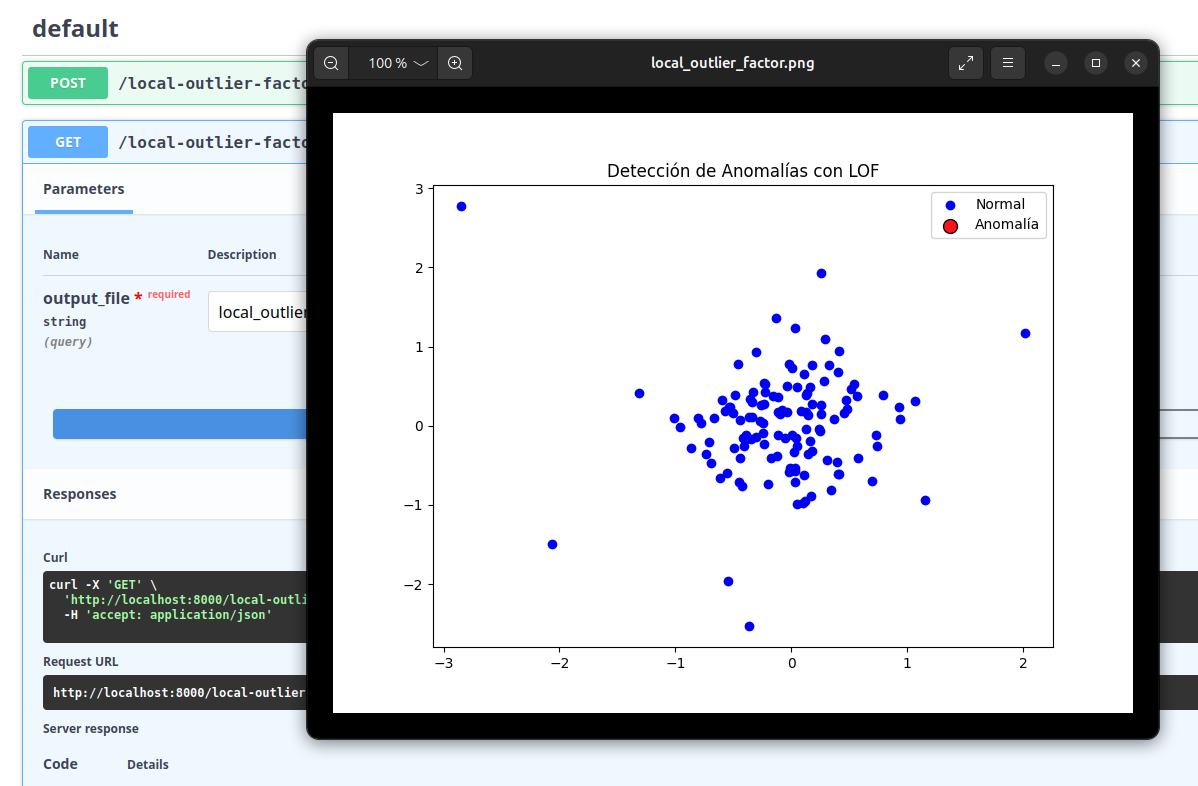 default
POST /local-outlier-facto
GET /local-outlier-factor
Parameters
Name Description
output_file * required
string
(query)
local_outlier
Responses
Curl
curl -X 'GET' \
'http://localhost:8000/local-outli
-H 'accept: application/json'
Request URL
http://localhost:8000/local-outlier
Server response
Code Details
100 %
local_outlier_factor.png
Detección de Anomalías con LOF
Normal
Anomalía
3
2
1
0
−1
−2
−3 −2 −1 0 1 2